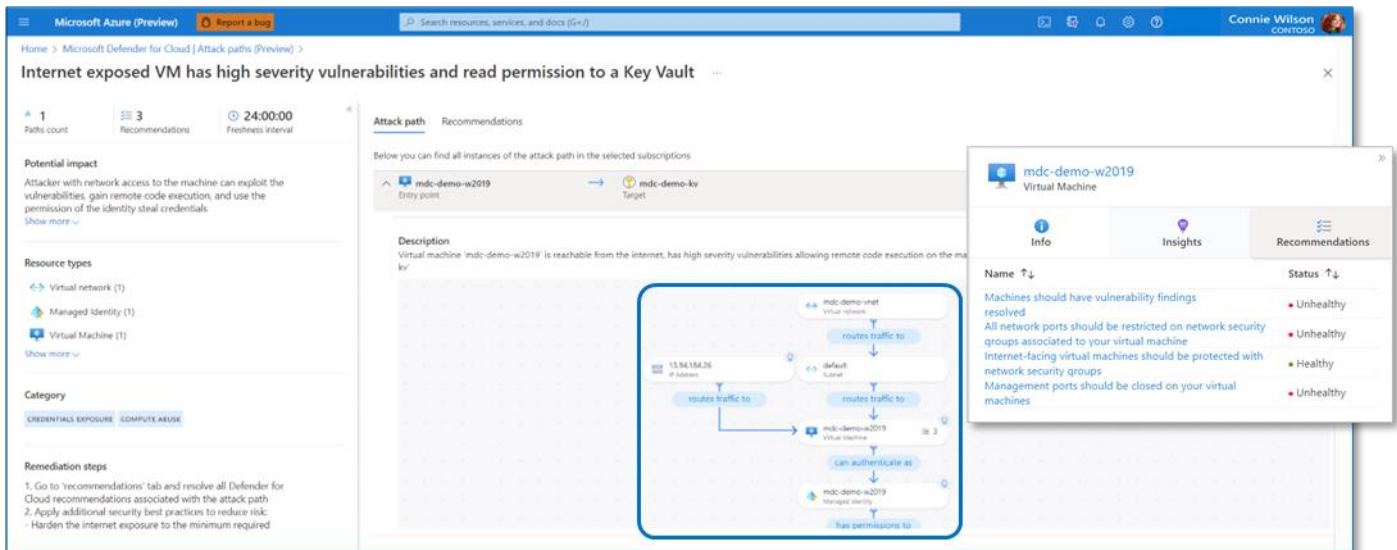 Microsoft Azure (Preview)
Report a bug
Search resources, services, and docs (G+/)
Connie Wilson
CONTOSO
Home > Microsoft Defender for Cloud | Attack paths (Preview) >
Internet exposed VM has high severity vulnerabilities and read permission to a Key Vault ...
1
Paths count
3
Recommendations
24:00:00
Freshness interval
Potential impact
Attacker with network access to the machine can exploit the
vulnerabilities, gain remote code execution, and use the
permission of the identity steal credentials
Show more
Resource types
Virtual network (1)
Managed Identity (1)
Virtual Machine (1)
Show more
Category
CREDENTIALS EXPOSURE COMPUTE ABUSE
Remediation steps
1. Go to 'recommendations' tab and resolve all Defender for
Cloud recommendations associated with the attack path
2. Apply additional security best practices to reduce risk:
- Harden the internet exposure to the minimum required
Attack path Recommendations
Below you can find all instances of the attack path in the selected subscriptions
mdc-demo-w2019
Entry point
mdc-demo-kv
Target
Description
Virtual machine 'mdc-demo-w2019' is reachable from the internet, has high severity vulnerabilities allowing remote code execution on the ma
kv'
mdc-demo-vnet
Virtual network
routes traffic to
13.94.184.26
IP Address
default
Subnet
routes traffic to
routes traffic to
mdc-demo-w2019
Virtual Machine
3
can authenticate as
mdc-demo-w2019
Managed Identity
has permissions to
mdc-demo-w2019
Virtual Machine
Info
Insights
Recommendations
Name ↑↓ Status ↑↓
Machines should have vulnerability findings
resolved
Unhealthy
All network ports should be restricted on network security
groups associated to your virtual machine
Unhealthy
Internet-facing virtual machines should be protected with
network security groups
Healthy
Management ports should be closed on your virtual
machines
Unhealthy